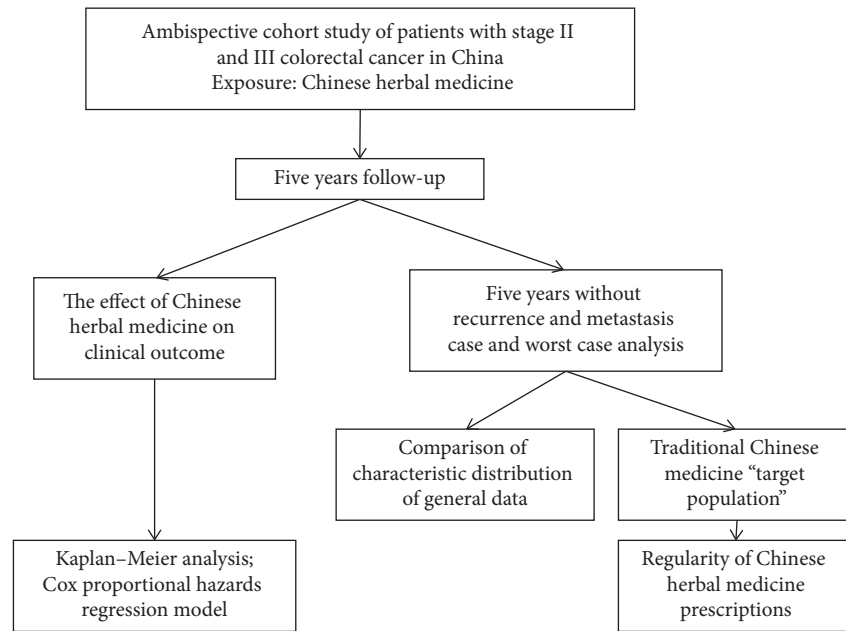 Ambispective cohort study of patients with stage II
and III colorectal cancer in China
Exposure: Chinese herbal medicine
Five years follow-up
The effect of Chinese
herbal medicine on
clinical outcome
Five years without
recurrence and metastasis
case and worst case analysis
Comparison of
characteristic distribution
of general data
Traditional Chinese
medicine “target
population”
Kaplan–Meier analysis;
Cox proportional hazards
regression model
Regularity of Chinese
herbal medicine
prescriptions